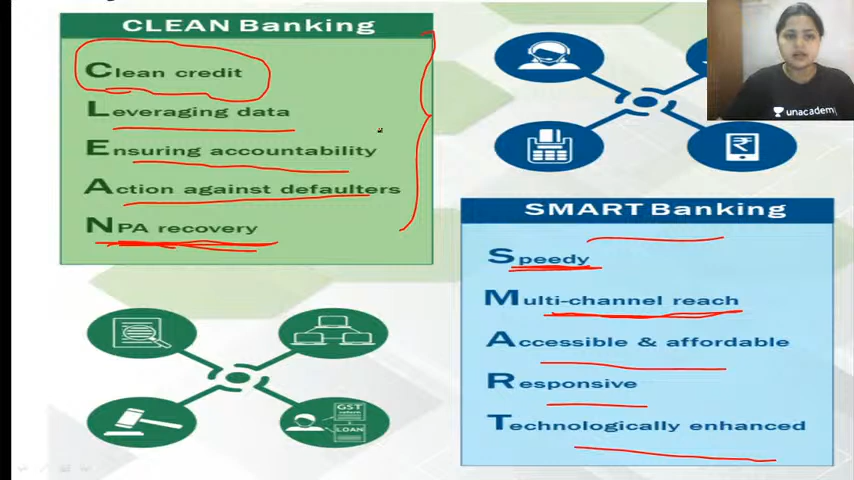 CLEAN Banking
Clean credit
Leveraging data
Ensuring accountability
Action against defaulters
NPA recovery
unacademy
SMART Banking
Speedy
Multi-channel reach
Accessible & affordable
Responsive
Technologically enhanced
GST
LOAN